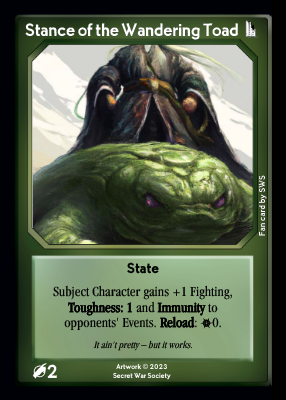 Stance of the Wandering Toad
Fan card by SWS
State
Subject Character gains +1 Fighting,
Toughness: 1 and Immunity to
opponents' Events. Reload: 0.
It ain't pretty – but it works.
2
Artwork © 2023
Secret War Society